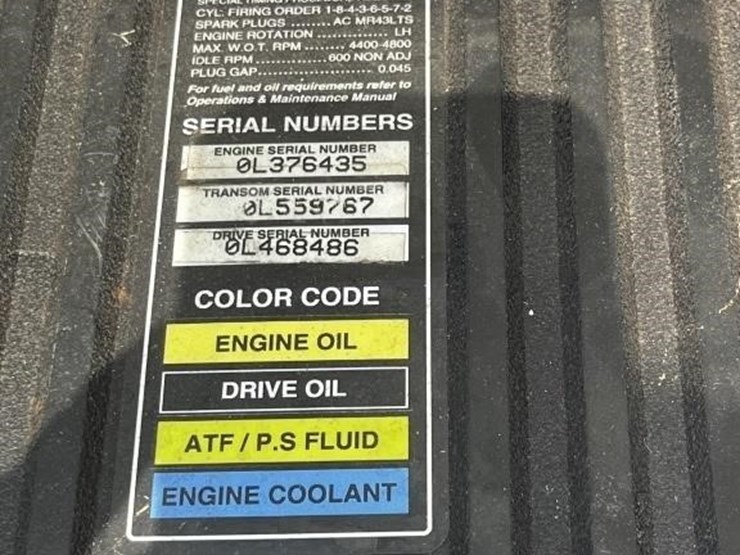 SPECIAL TIMING
CYL. FIRING ORDER 1-8-4-3-6-5-7-2
SPARK PLUGS ........ AC MR43LTS
ENGINE ROTATION .............. LH
MAX. W.O.T. RPM ....... 4400-4800
IDLE RPM ............... 600 NON ADJ
PLUG GAP.................... 0.045
For fuel and oil requirements refer to
Operations & Maintenance Manual
SERIAL NUMBERS
ENGINE SERIAL NUMBER
0L376435
TRANSOM SERIAL NUMBER
0L559767
DRIVE SERIAL NUMBER
0L468486
COLOR CODE
ENGINE OIL
DRIVE OIL
ATF / P.S FLUID
ENGINE COOLANT